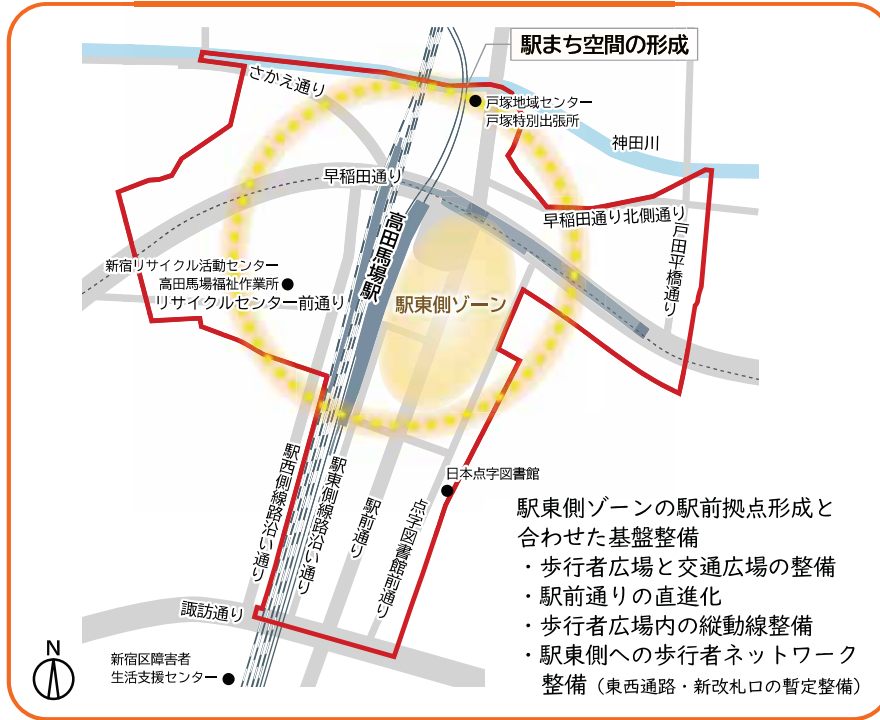 駅まち空間の形成
さかえ通り
戸塚地域センター
戸塚特別出張所
神田川
早稲田通り
早稲田通り北側通り
戸田平橋通り
高田馬場駅
新宿リサイクル活動センター
高田馬場福祉作業所
リサイクルセンター前通り
駅東側ゾーン
日本点字図書館
駅西側線路沿い通り
駅東側線路沿い通り
駅前通り
点字図書館前通り
諏訪通り
N
新宿区障害者
生活支援センター
駅東側ゾーンの駅前拠点形成と
合わせた基盤整備
・歩行者広場と交通広場の整備
・駅前通りの直進化
・歩行者広場内の縦動線整備
・駅東側への歩行者ネットワーク
整備（東西通路・新改札口の暫定整備）